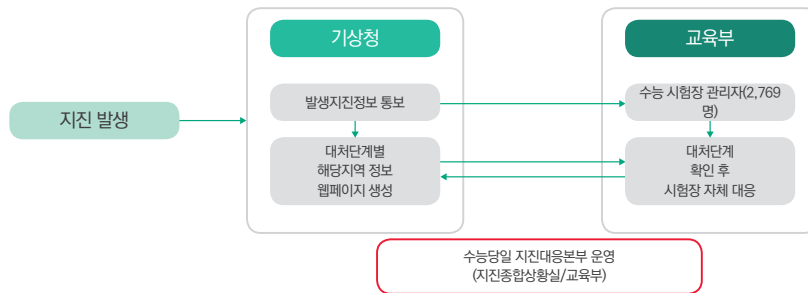 기상청
교육부
지진 발생
발생지진정보 통보
수능 시험장 관리자(2,769
명)
대처단계별
해당지역 정보
웹페이지 생성
대처단계
확인 후
시험장 자체 대응
수능당일 지진대응본부 운영
(지진종합상황실/교육부)